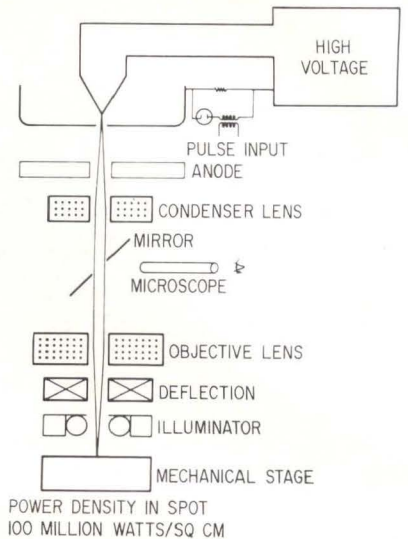 HIGH
VOLTAGE
PULSE INPUT
ANODE
CONDENSER LENS
MIRROR
MICROSCOPE
OBJECTIVE LENS
DEFLECTION
ILLUMINATOR
MECHANICAL STAGE
POWER DENSITY IN SPOT
100 MILLION WATTS/SQ CM